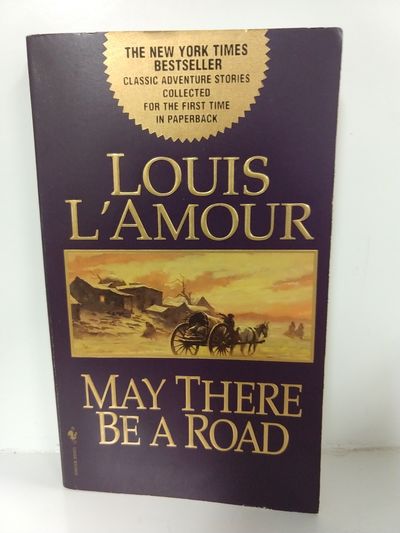 THE NEW YORK TIMES
BESTSELLER
CLASSIC ADVENTURE STORIES
COLLECTED
FOR THE FIRST TIME
IN PAPERBACK
LOUIS
L'AMOUR
MAY THERE
BE A ROAD